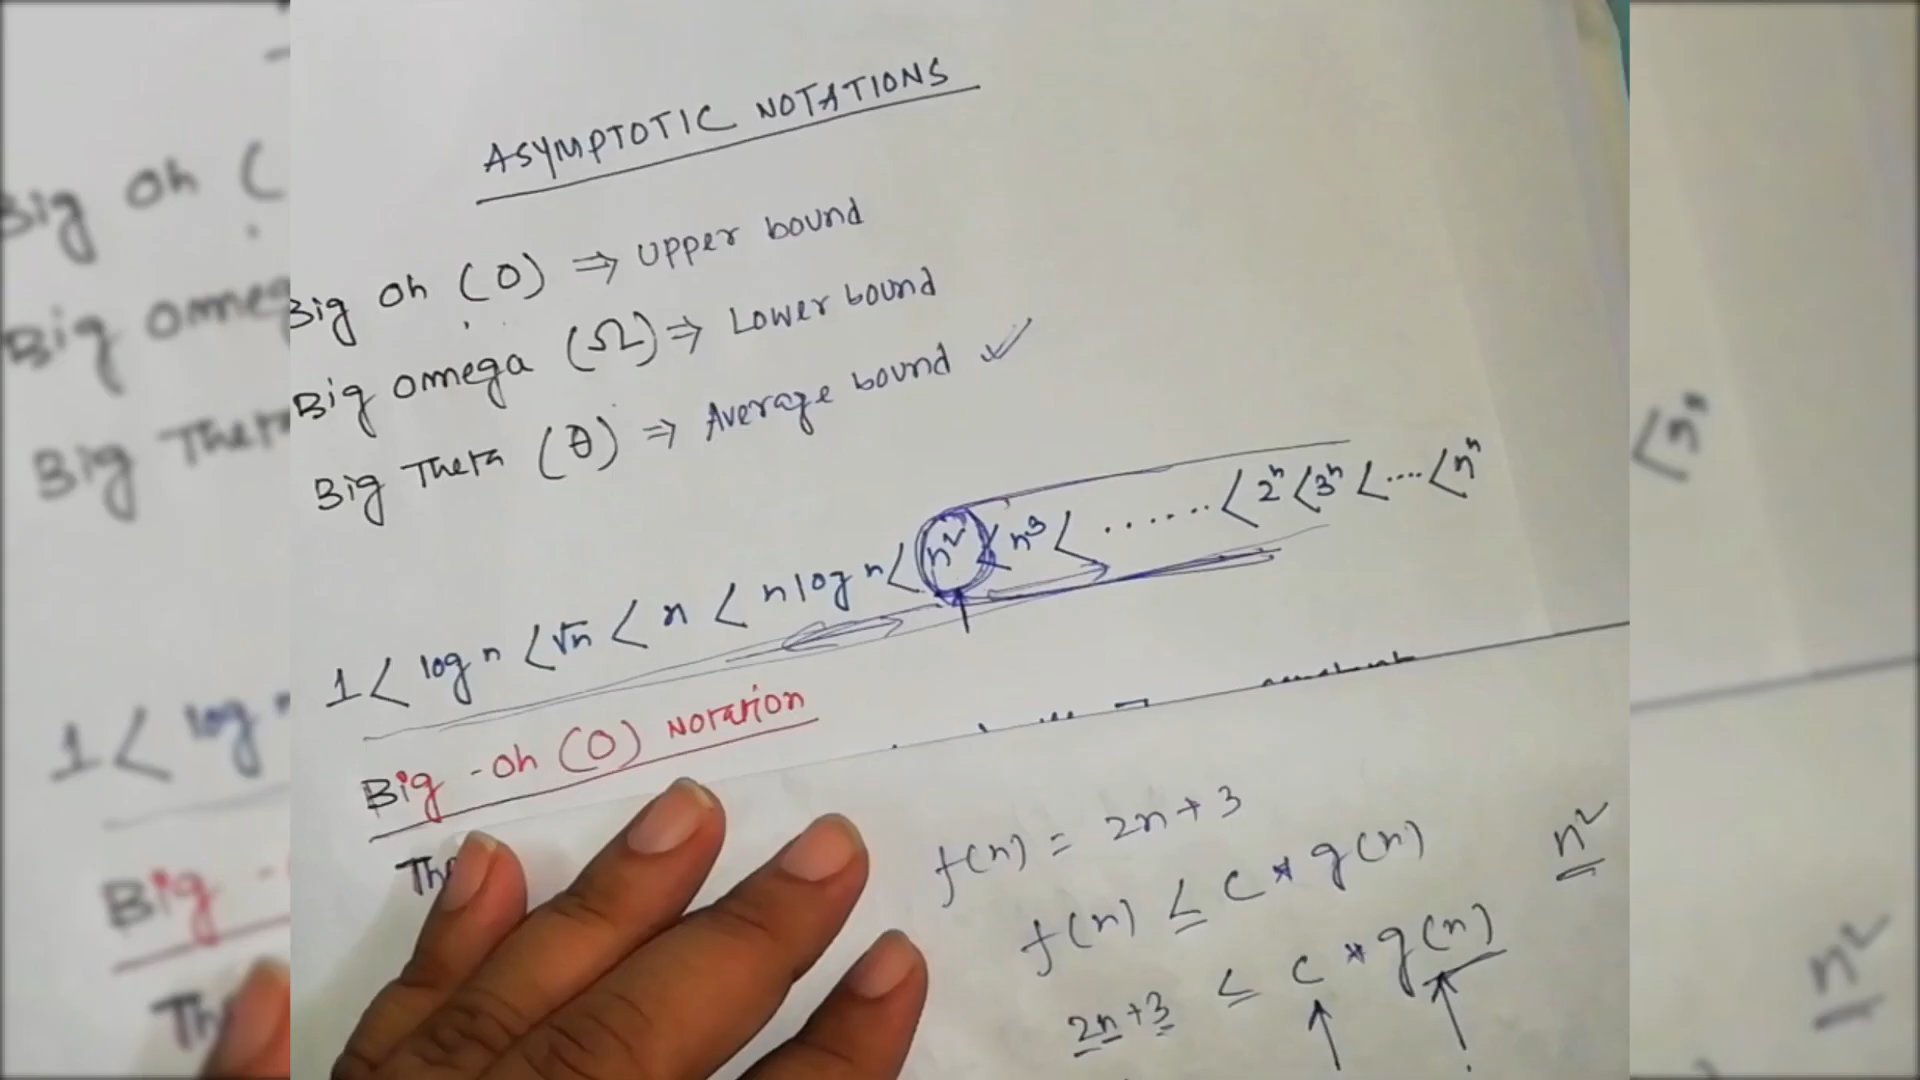 ASYMPTOTIC NOTATIONS
Big Oh (O) ⇒ Upper bound
Big omega (Ω) ⇒ Lower bound
Big Theta (θ) ⇒ Average bound ✓
1 < log n < √n < n < n log n < n² < n³ < ...... < 2ⁿ < 3ⁿ < .... < nⁿ
Big -Oh (O) Notation
f(n) = 2n+3
f(n) ≤ c * g(n) n²
2n+3 ≤ c * g(n)